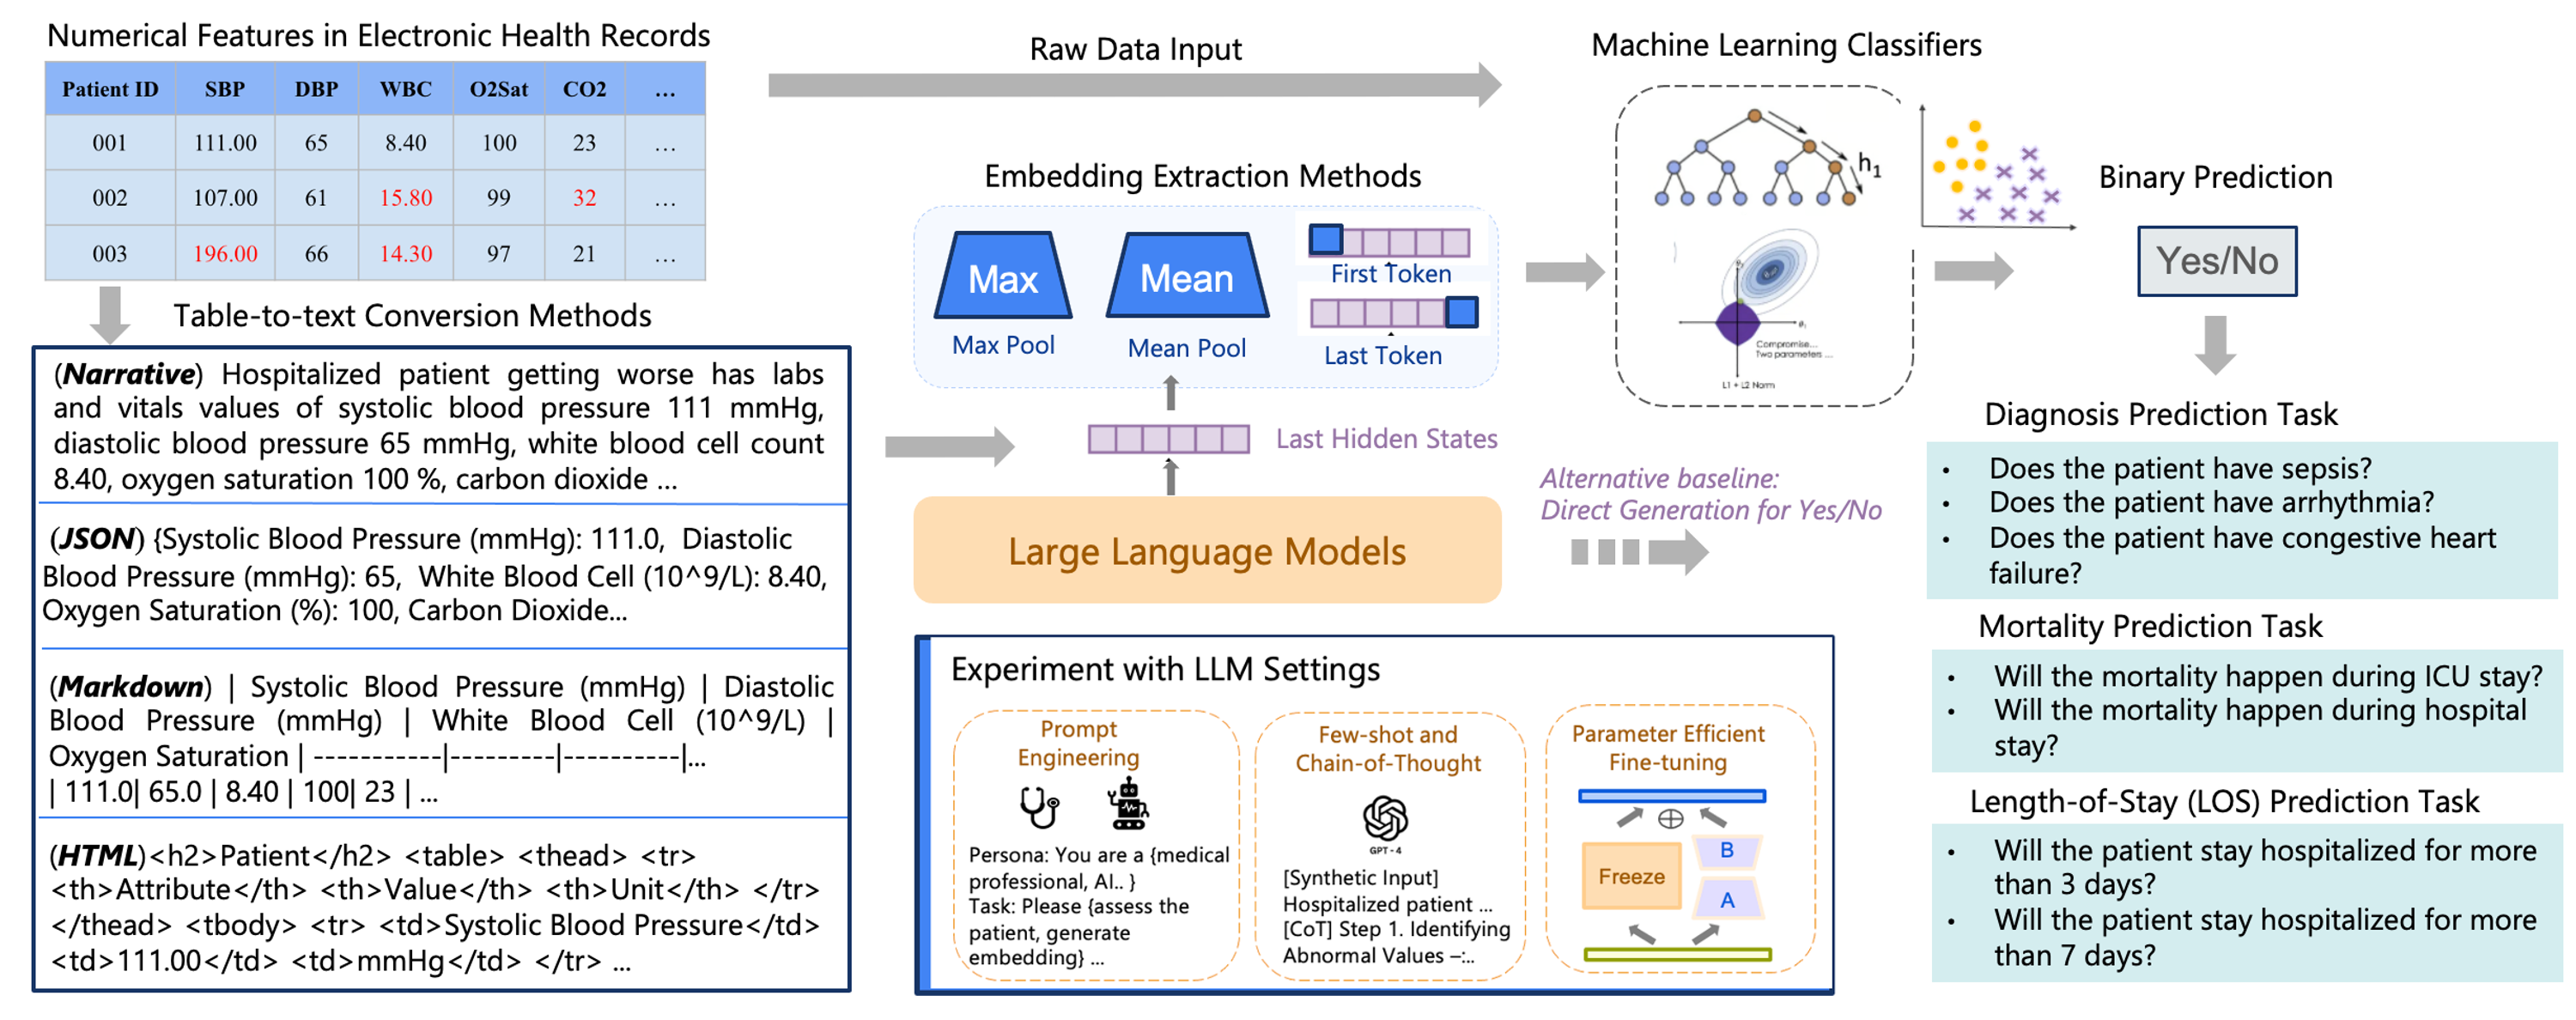 Numerical Features in Electronic Health Records
Patient ID SBP DBP WBC O2Sat CO2 ...
001 111.00 65 8.40 100 23 ...
002 107.00 61 15.80 99 32 ...
003 196.00 66 14.30 97 21 ...
Table-to-text Conversion Methods
(Narrative) Hospitalized patient getting worse has labs
and vitals values of systolic blood pressure 111 mmHg,
diastolic blood pressure 65 mmHg, white blood cell count
8.40, oxygen saturation 100 %, carbon dioxide ...
(JSON) {Systolic Blood Pressure (mmHg): 111.0, Diastolic
Blood Pressure (mmHg): 65, White Blood Cell (10^9/L): 8.40,
Oxygen Saturation (%): 100, Carbon Dioxide...
(Markdown) | Systolic Blood Pressure (mmHg) | Diastolic
Blood Pressure (mmHg) | White Blood Cell (10^9/L) |
Oxygen Saturation | -----------|---------|----------|...
| 111.0| 65.0 | 8.40 | 100| 23 | ...
(HTML)<h2>Patient</h2> <table> <thead> <tr>
<th>Attribute</th> <th>Value</th> <th>Unit</th> </tr>
</thead> <tbody> <tr> <td>Systolic Blood Pressure</td>
<td>111.00</td> <td>mmHg</td> </tr> ...
Raw Data Input
Embedding Extraction Methods
Max
Max Pool
Mean
Mean Pool
First Token
Last Token
Last Hidden States
Large Language Models
Alternative baseline:
Direct Generation for Yes/No
Experiment with LLM Settings
Prompt
Engineering
Persona: You are a {medical
professional, AI.. }
Task: Please {assess the
patient, generate
embedding} ...
Few-shot and
Chain-of-Thought
GPT-4
[Synthetic Input]
Hospitalized patient ...
[CoT] Step 1. Identifying
Abnormal Values –:..
Parameter Efficient
Fine-tuning
Freeze
B
A
Machine Learning Classifiers
h1
Compromise...
Two parameters ...
L1 + L2 Norm
Binary Prediction
Yes/No
Diagnosis Prediction Task
• Does the patient have sepsis?
• Does the patient have arrhythmia?
• Does the patient have congestive heart
failure?
Mortality Prediction Task
• Will the mortality happen during ICU stay?
• Will the mortality happen during hospital
stay?
Length-of-Stay (LOS) Prediction Task
• Will the patient stay hospitalized for more
than 3 days?
• Will the patient stay hospitalized for more
than 7 days?